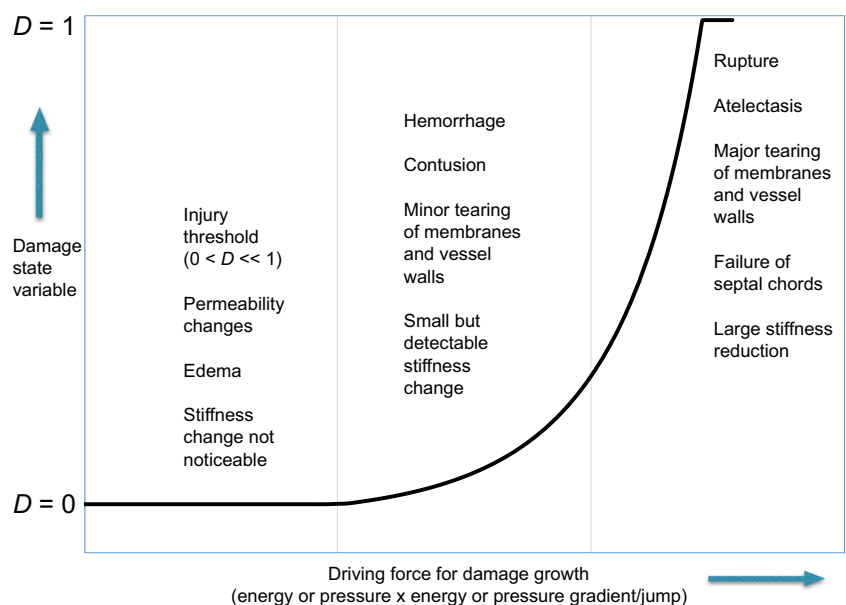 D = 1
Damage
state
variable
D = 0
Injury
threshold
(0 < D << 1)
Permeability
changes
Edema
Stiffness
change not
noticeable
Hemorrhage
Contusion
Minor tearing
of membranes
and vessel
walls
Small but
detectable
stiffness
change
Rupture
Atelectasis
Major tearing
of membranes
and vessel
walls
Failure of
septal chords
Large stiffness
reduction
Driving force for damage growth
(energy or pressure x energy or pressure gradient/jump)